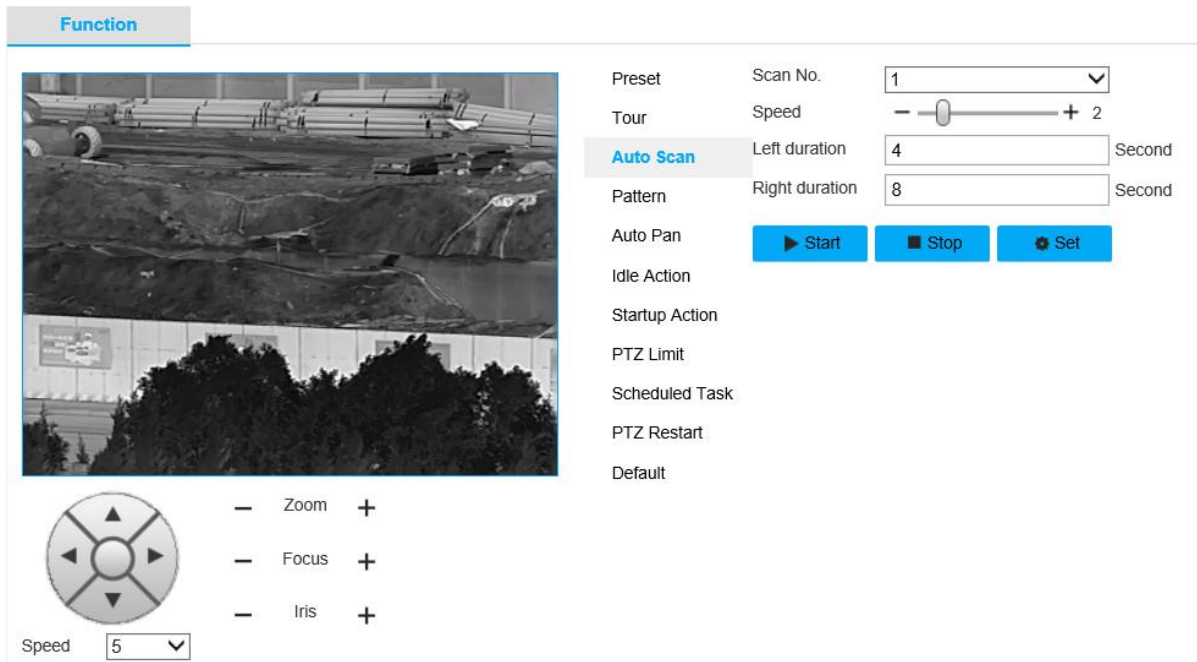 Function
Preset
Tour
Auto Scan
Pattern
Auto Pan
Idle Action
Startup Action
PTZ Limit
Scheduled Task
PTZ Restart
Default
Scan No. 1
Speed 2
Left duration 4 Second
Right duration 8 Second
Start Stop Set
Zoom
Focus
Iris
Speed 5